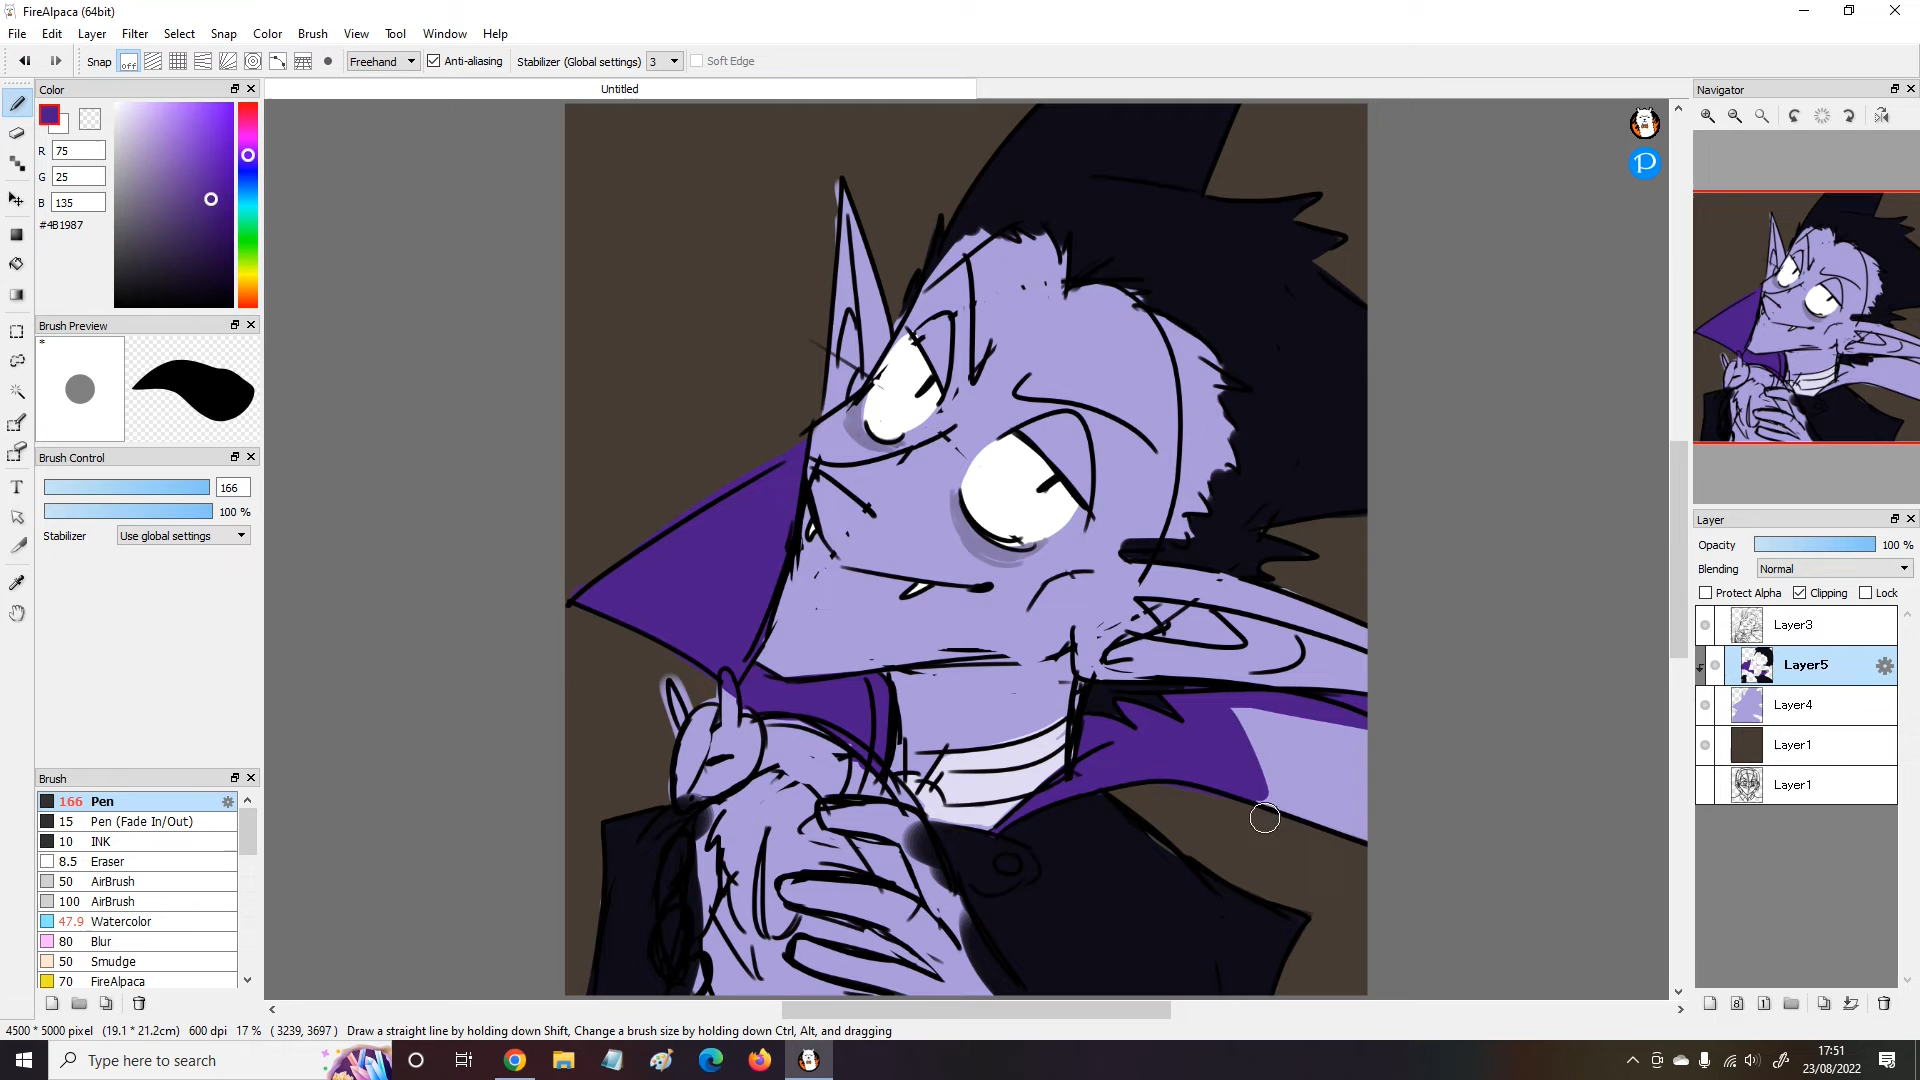 FireAlpaca (64bit)
File Edit Layer Filter Select Snap Color Brush View Tool Window Help
Snap off Freehand Anti-aliasing Stabilizer (Global settings) 3 Soft Edge
Color
Untitled
Navigator
R 75
G 25
B 135
#4B1987
P
Brush Preview
*
Brush Control
166
100 %
Stabilizer Use global settings
Layer
Opacity 100 %
Blending Normal
Protect Alpha Clipping Lock
Layer3
Layer5
Layer4
Layer1
Layer1
Brush
166 Pen
15 Pen (Fade In/Out)
10 INK
8.5 Eraser
50 AirBrush
100 AirBrush
47.9 Watercolor
80 Blur
50 Smudge
70 FireAlpaca
4500 * 5000 pixel (19.1 * 21.2cm) 600 dpi 17 % ( 3239, 3697 ) Draw a straight line by holding down Shift, Change a brush size by holding down Ctrl, Alt, and dragging
Type here to search
17:51
23/08/2022